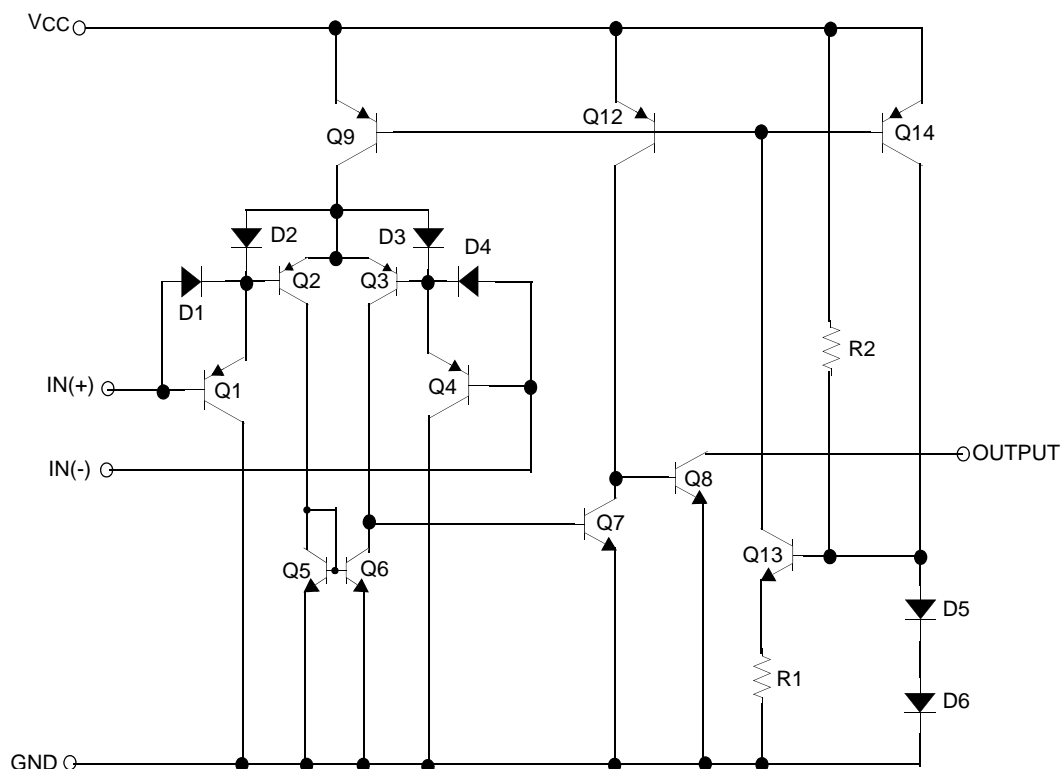 VCC
Q9
Q12
Q14
D2
D3
D4
Q2
Q3
D1
R2
IN(+)
Q1
Q4
IN(-)
OUTPUT
Q8
Q7
Q13
Q5
Q6
D5
R1
D6
GND